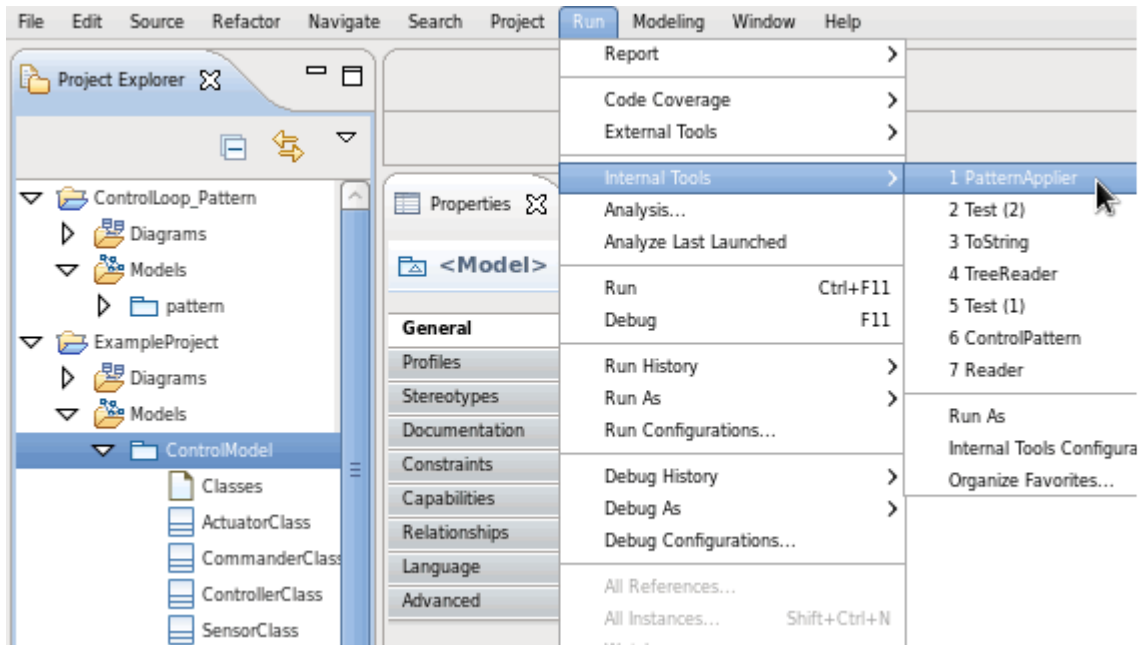 File Edit Source Refactor Navigate Search Project Run Modeling Window Help
Project Explorer
ControlLoop_Pattern
Diagrams
Models
pattern
ExampleProject
Diagrams
Models
ControlModel
Classes
ActuatorClass
CommanderClass
ControllerClass
SensorClass
Properties
<Model>
General
Profiles
Stereotypes
Documentation
Constraints
Capabilities
Relationships
Language
Advanced
Report
Code Coverage
External Tools
Internal Tools
Analysis...
Analyze Last Launched
Run Ctrl+F11
Debug F11
Run History
Run As
Run Configurations...
Debug History
Debug As
Debug Configurations...
All References...
All Instances... Shift+Ctrl+N
1 PatternApplier
2 Test (2)
3 ToString
4 TreeReader
5 Test (1)
6 ControlPattern
7 Reader
Run As
Internal Tools Configura
Organize Favorites...